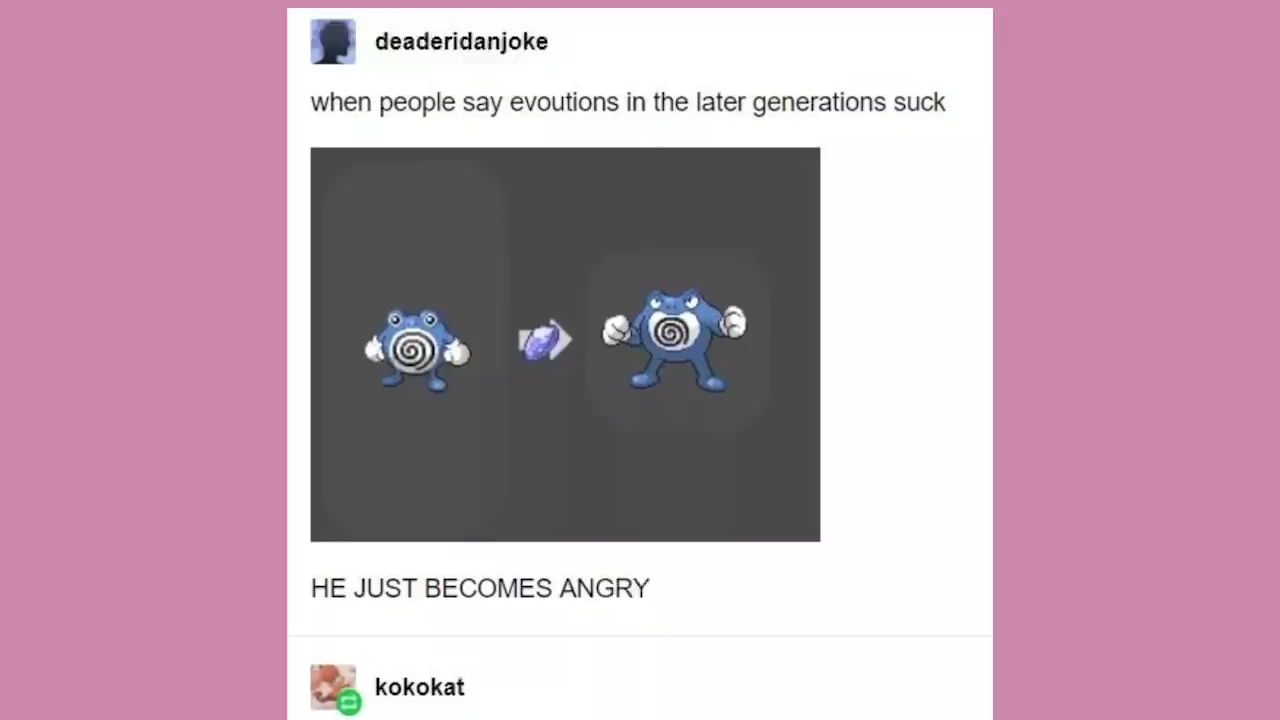 deaderidanjoke
when people say evoutions in the later generations suck
HE JUST BECOMES ANGRY
kokokat